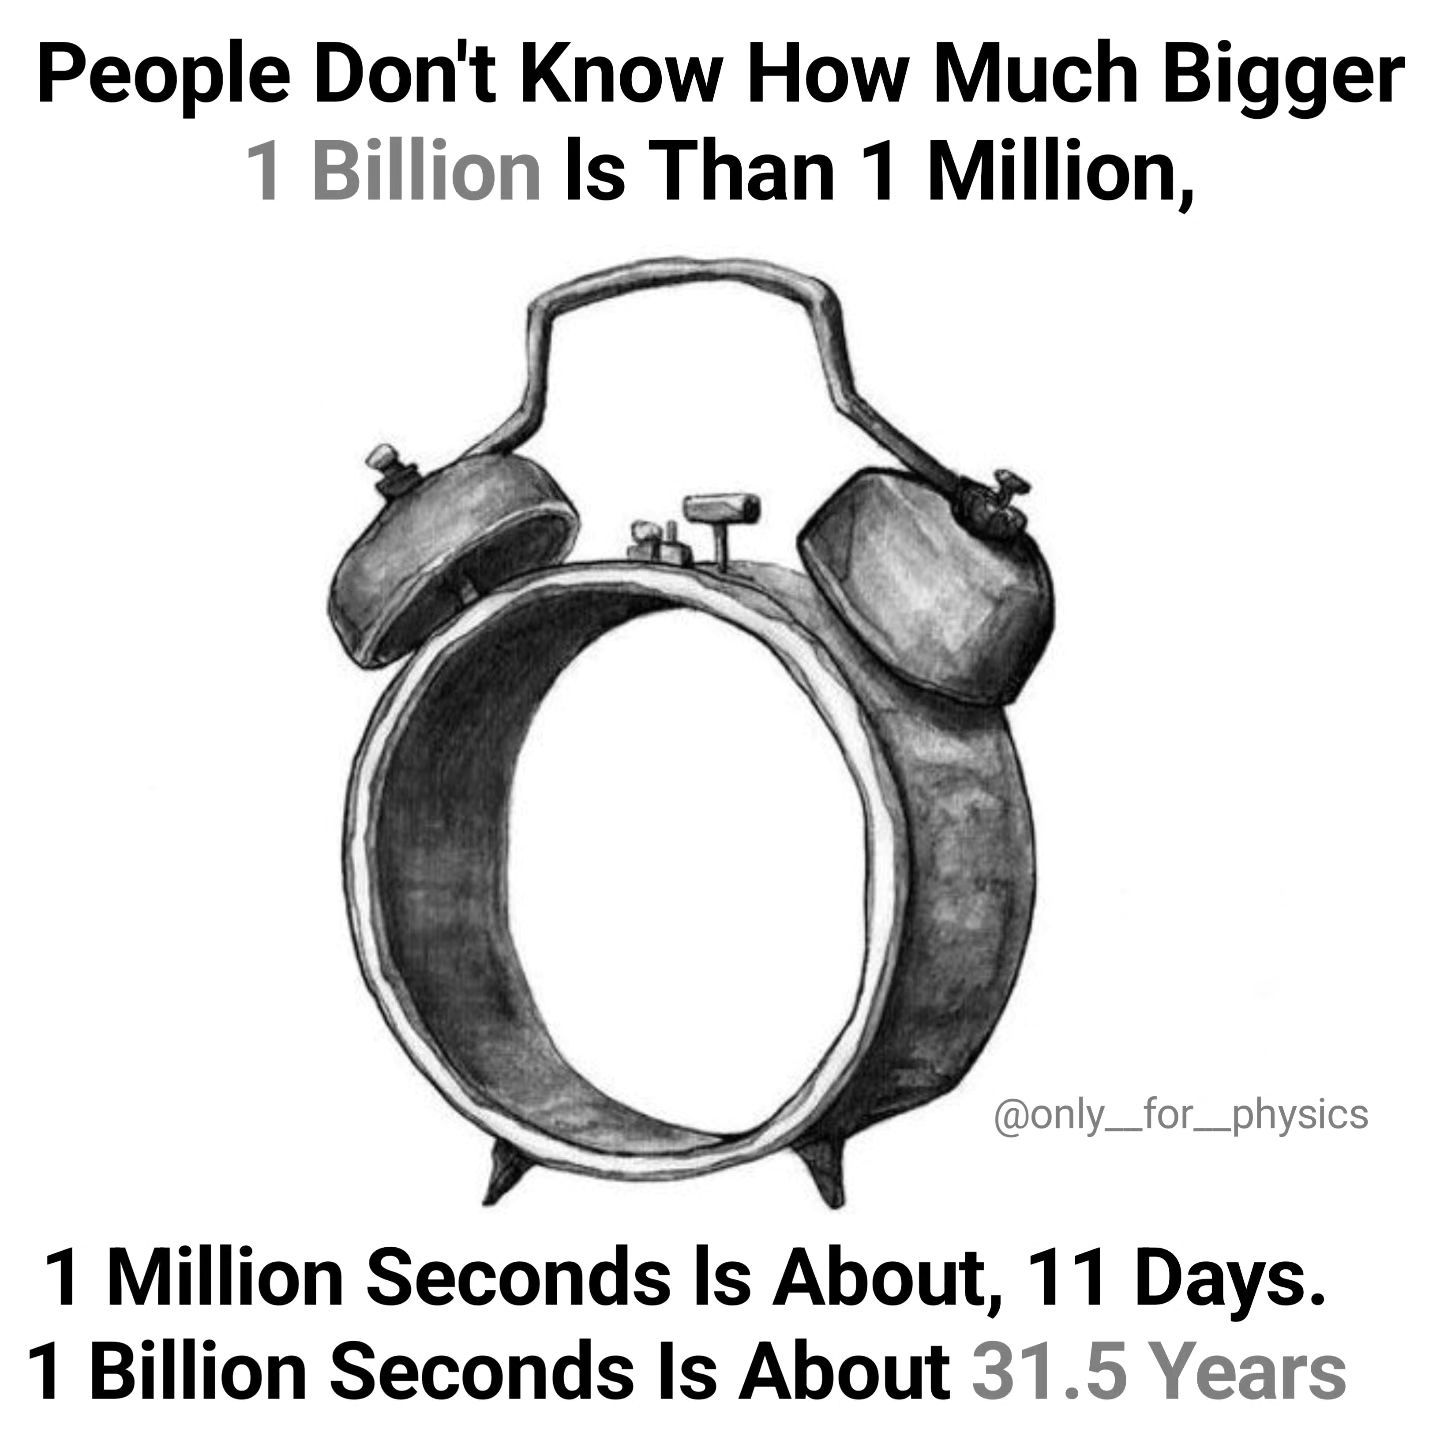 People Don't Know How Much Bigger
1 Billion Is Than 1 Million,
@only__for__physics
1 Million Seconds Is About, 11 Days.
1 Billion Seconds Is About 31.5 Years